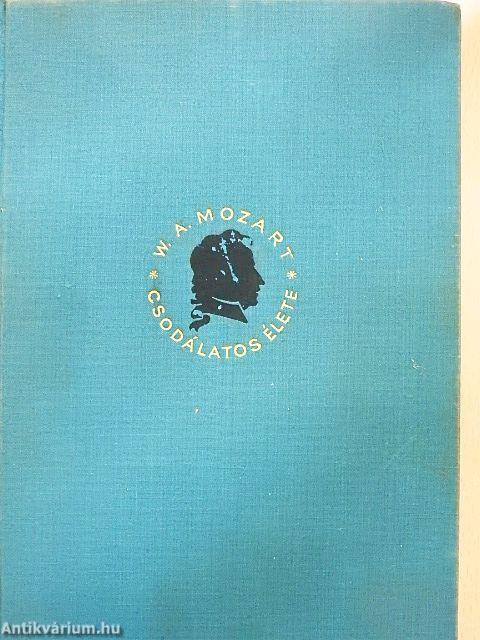 W. A. MOZART
* CSODÁLATOS ÉLETE *
Antikvárium.hu